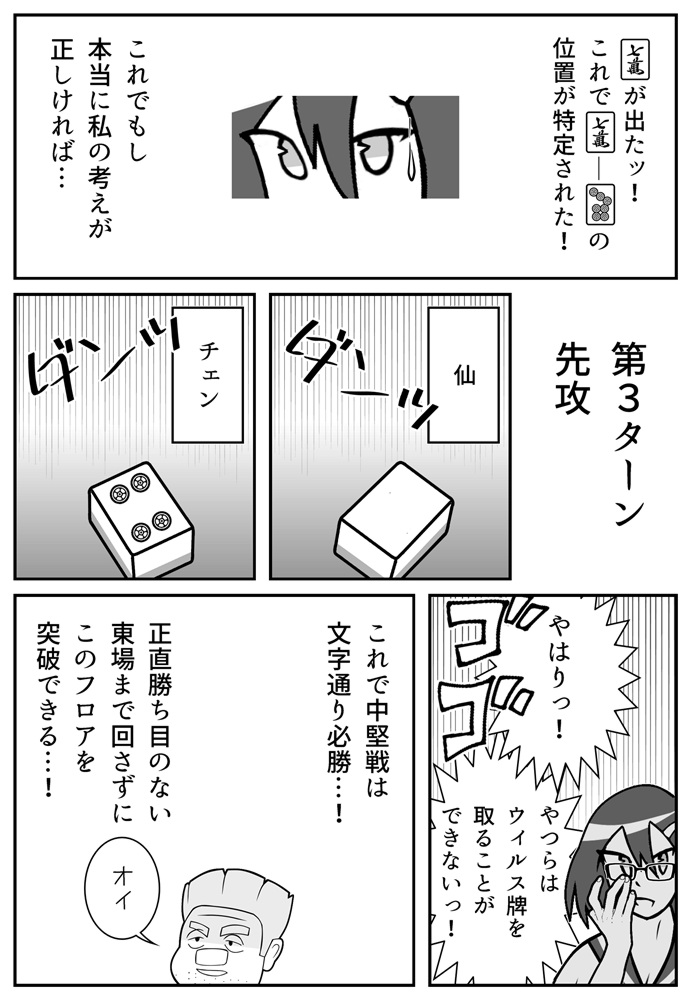 が出たッ！
これで
―
の
位置が特定された！
これでもし
本当に私の考えが
正しければ…
第３ターン
先攻
仙
ダーッ
チェン
ダンッ
やはりっ！
ゴゴ
やつらは
ウィルス牌を
取ることが
できないっ！
これで中堅戦は
文字通り必勝…！
正直勝ち目のない
東場まで回さずに
このフロアを
突破できる…！
オイ